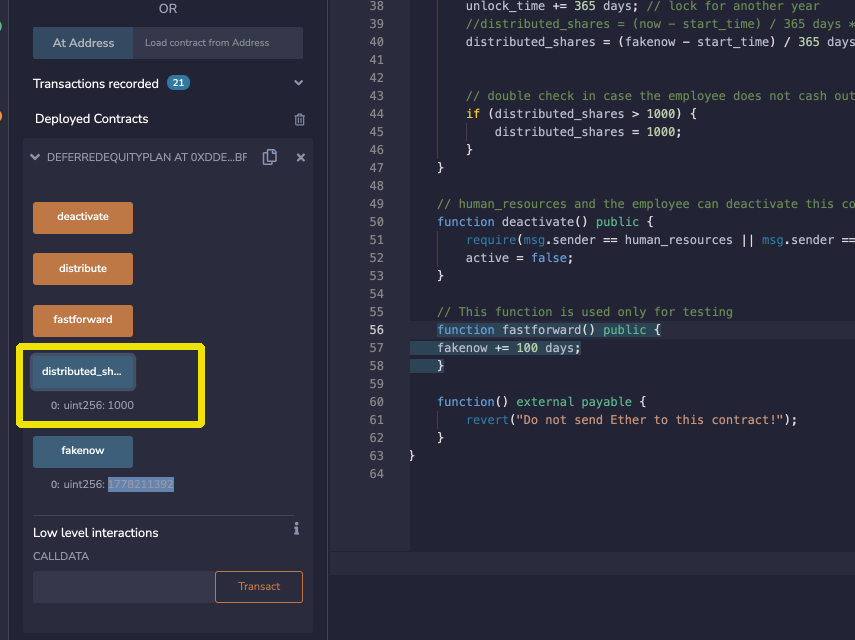 OR
At Address
Load contract from Address
Transactions recorded 21
Deployed Contracts
DEFERREDEQUITYPLAN AT 0XDDE...BF
deactivate
distribute
fastforward
distributed_sh...
0: uint256: 1000
fakenow
0: uint256: 1778211392
Low level interactions
i
CALLDATA
Transact
38 unlock_time += 365 days; // lock for another year
39 //distributed_shares = (now - start_time) / 365 days *
40 distributed_shares = (fakenow - start_time) / 365 days
41
42
43 // double check in case the employee does not cash out
44 if (distributed_shares > 1000) {
45 distributed_shares = 1000;
46 }
47 }
48
49 // human_resources and the employee can deactivate this co
50 function deactivate() public {
51 require(msg.sender == human_resources || msg.sender ==
52 active = false;
53 }
54
55 // This function is used only for testing
56 function fastforward() public {
57 fakenow += 100 days;
58 }
59
60 function() external payable {
61 revert("Do not send Ether to this contract!");
62 }
63 }
64